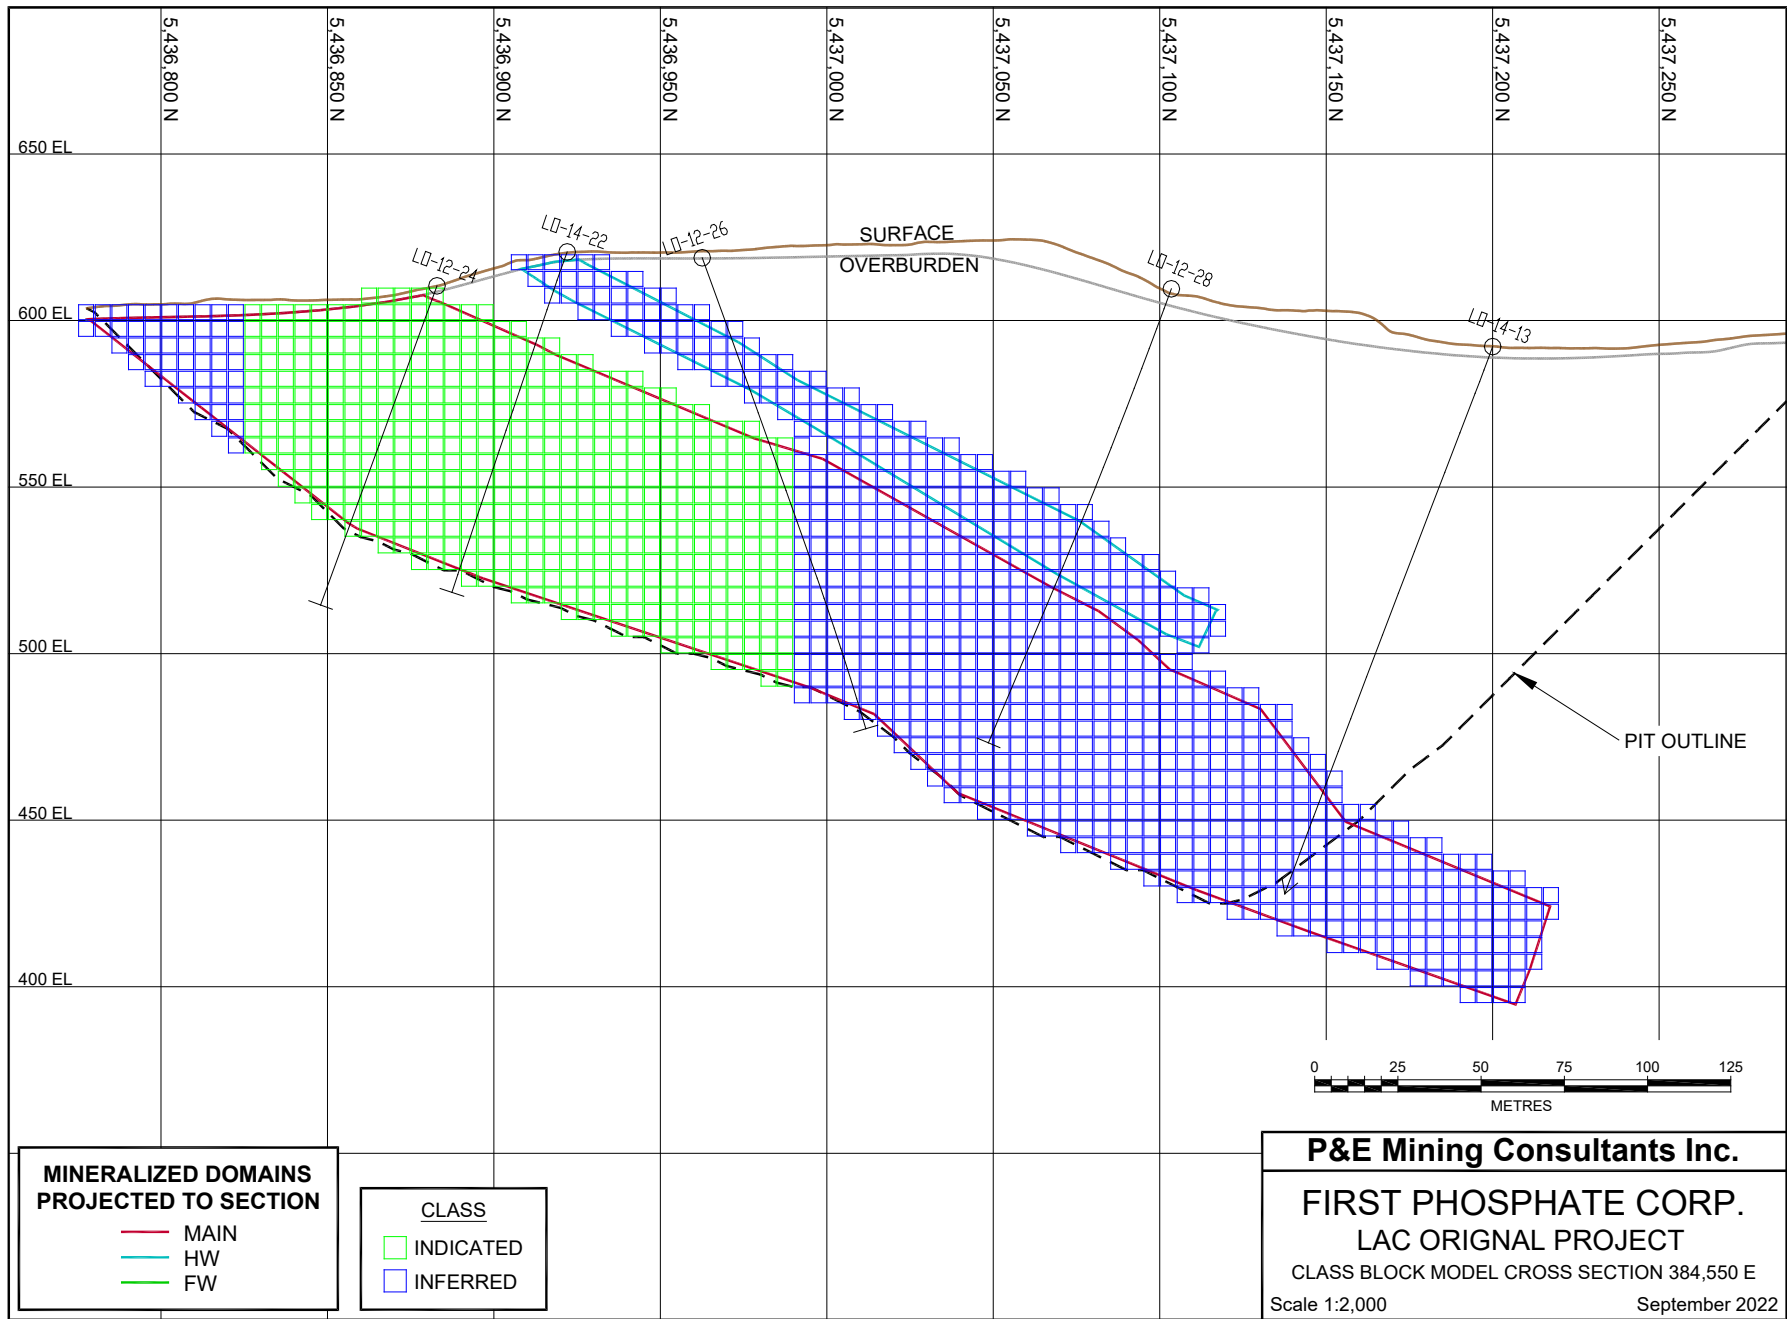 5,436,800 N
5,436,850 N
5,436,900 N
5,436,950 N
5,437,000 N
5,437,050 N
5,437,100 N
5,437,150 N
5,437,200 N
5,437,250 N
650 EL
600 EL
550 EL
500 EL
450 EL
400 EL
LO-12-24
LO-14-22
LO-12-26
SURFACE
OVERBURDEN
LO-12-28
LO-14-13
PIT OUTLINE
0 25 50 75 100 125
METRES
MINERALIZED DOMAINS
PROJECTED TO SECTION
MAIN
HW
FW
CLASS
INDICATED
INFERRED
P&E Mining Consultants Inc.
FIRST PHOSPHATE CORP.
LAC ORIGNAL PROJECT
CLASS BLOCK MODEL CROSS SECTION 384,550 E
Scale 1:2,000 September 2022